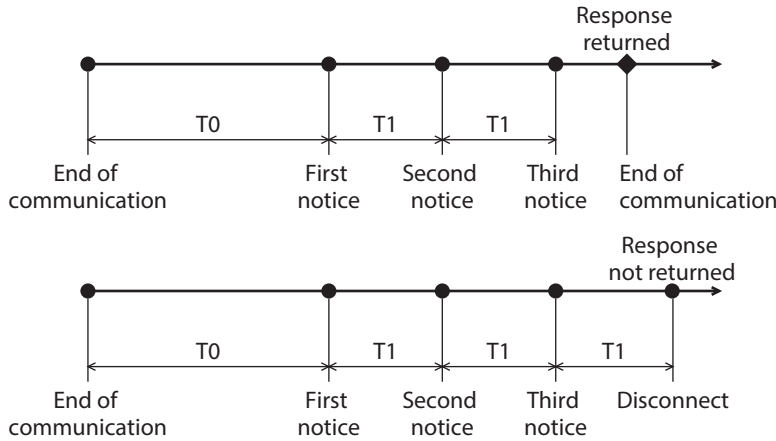 Response
returned
T0 T1 T1
End of
communication
First
notice
Second
notice
Third
notice
End of
communication
Response
not returned
T0 T1 T1 T1
End of
communication
First
notice
Second
notice
Third
notice
Disconnect